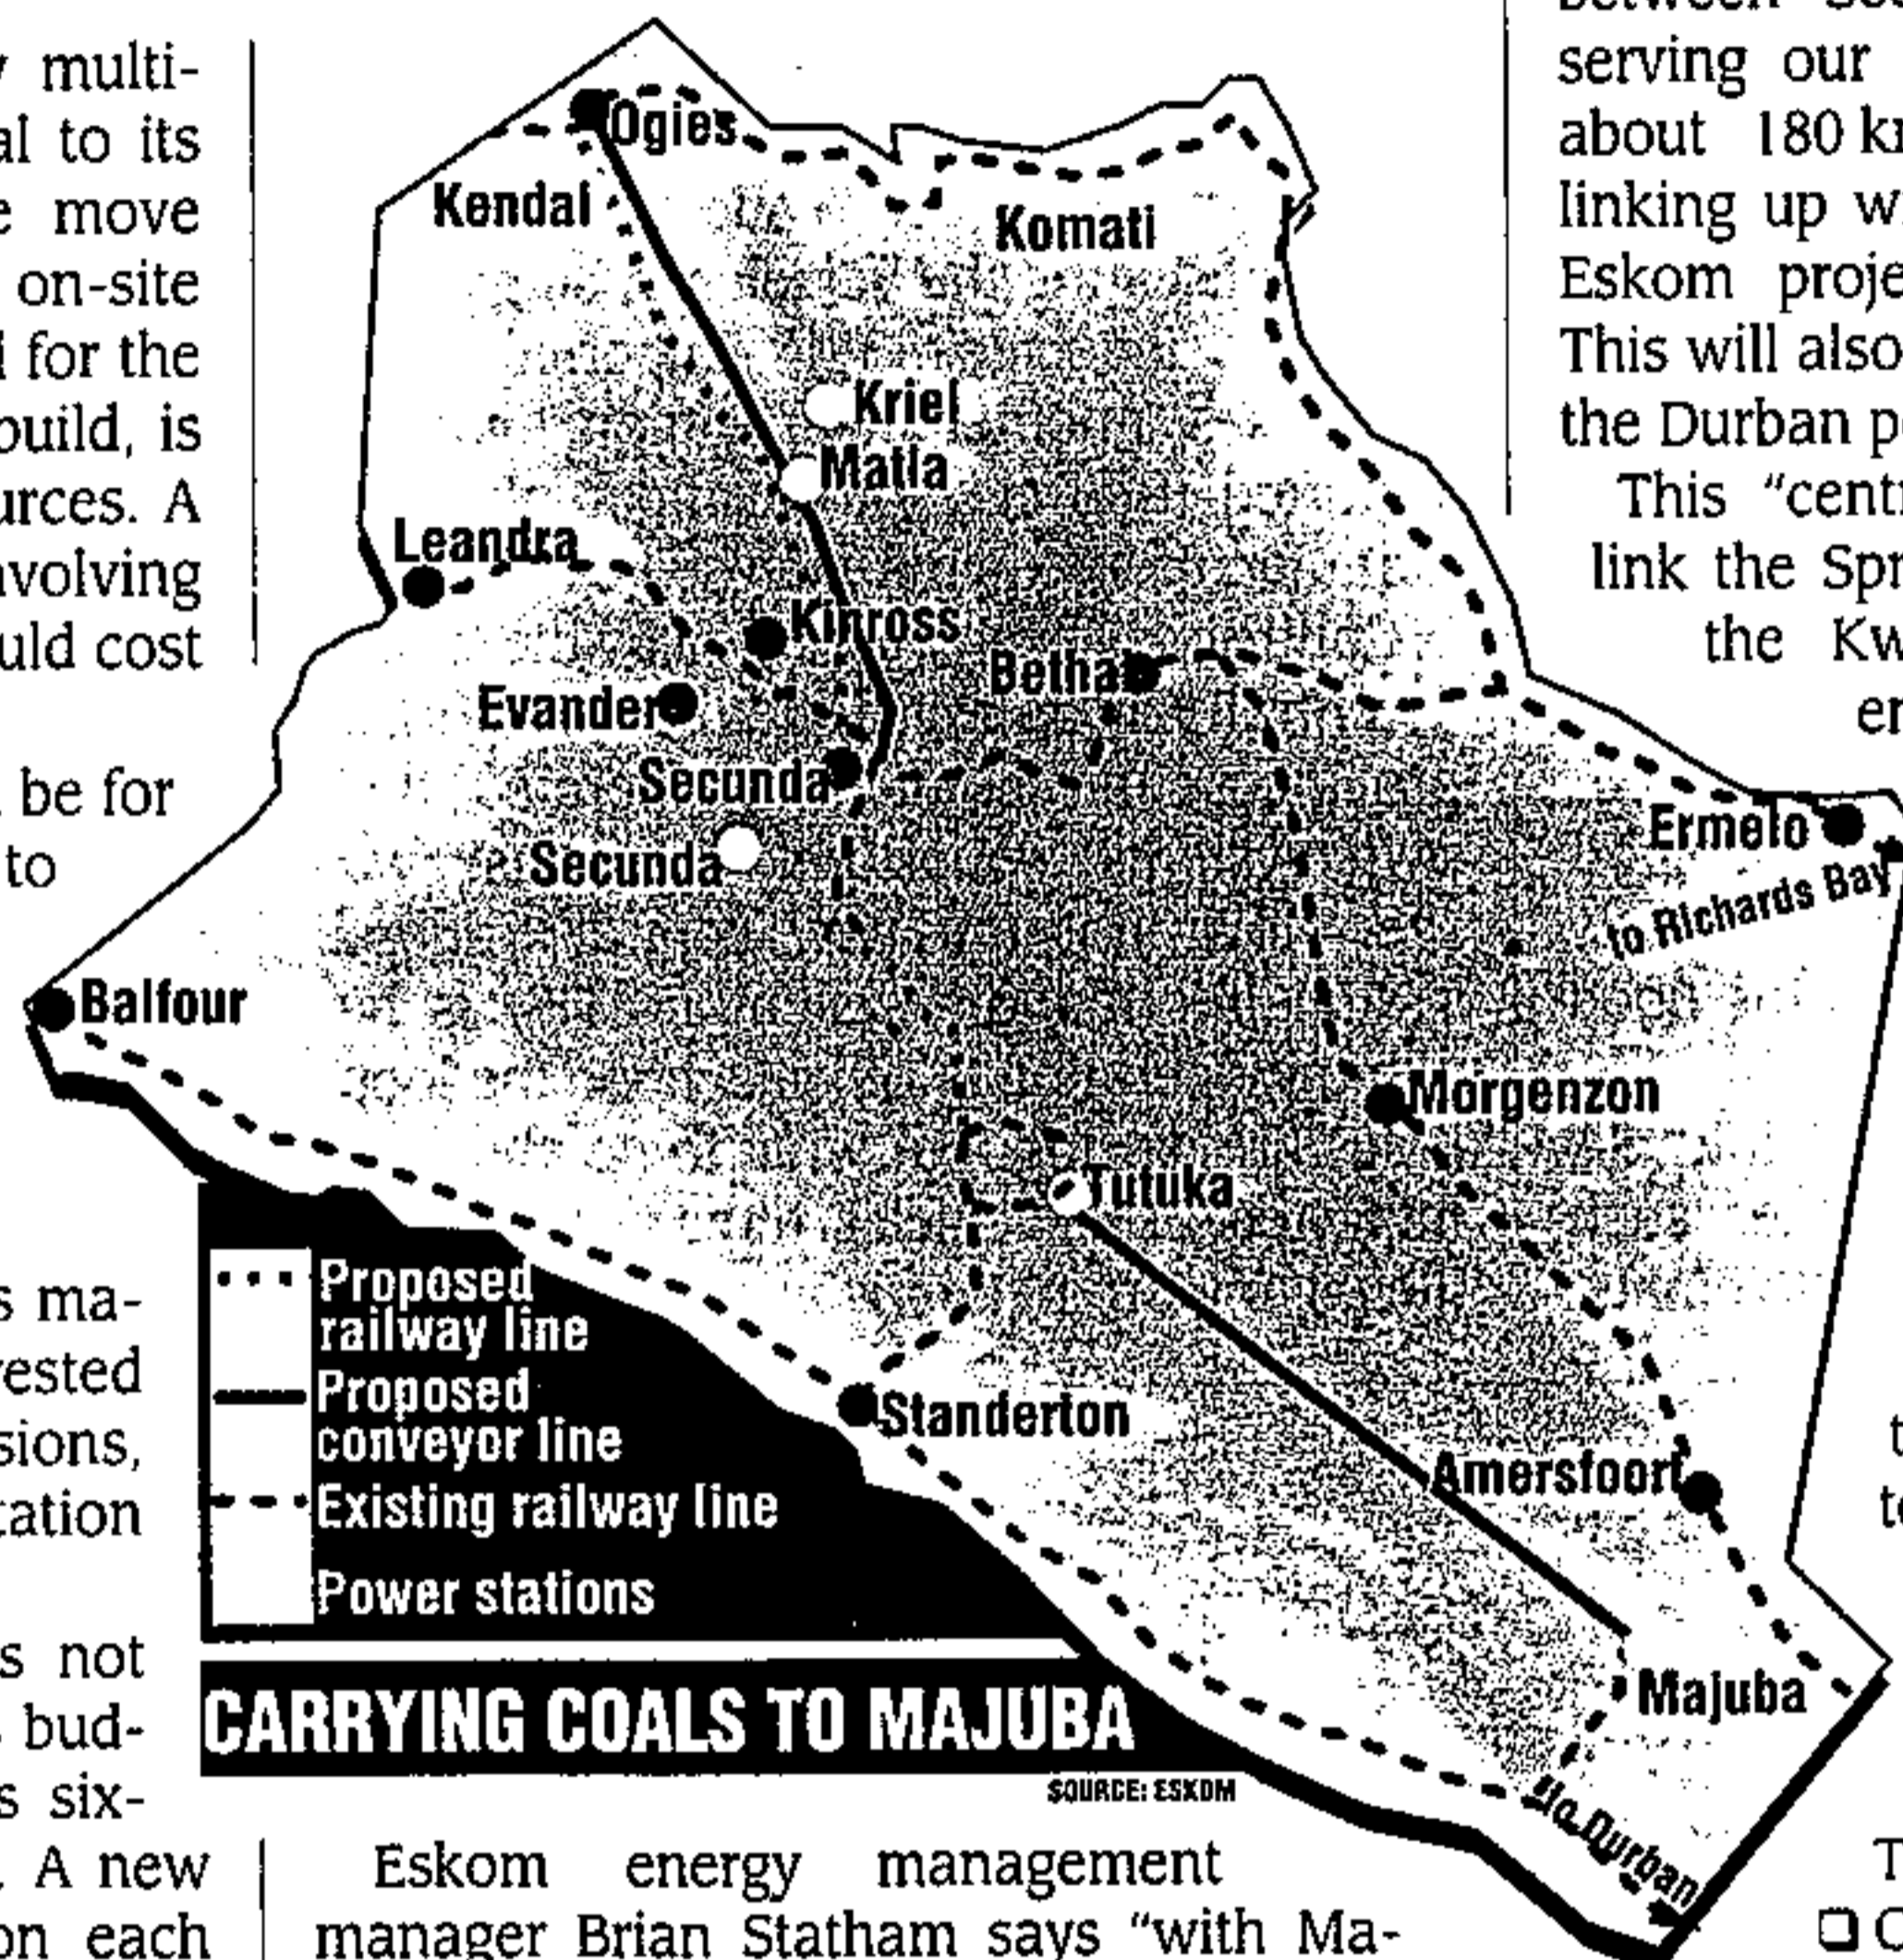 multi-
al to its
move
on-site
for the
build, is
urces. A
nvolving
uld cost
be for
to
s ma-
ested
sions,
tation
s not
bud-
s six-
A new
on each
Ogies
Kendal
Komati
Kriel
Matla
Leandra
Kinross
Bethal
Evander
Secunda
Secunda
Ermelo
to Richards Bay
Balfour
Morgenzon
Tutuka
Standerton
Amersfoort
Majuba
to Durban
Proposed
railway line
Proposed
conveyor line
Existing railway line
Power stations
CARRYING COALS TO MAJUBA
SOURCE: ESKOM
Eskom energy management
manager Brian Statham says "with Ma-
between
serving our
about 180 k
linking up w
Eskom proje
This will also
the Durban p
This "centr
link the Spr
the Kw
er